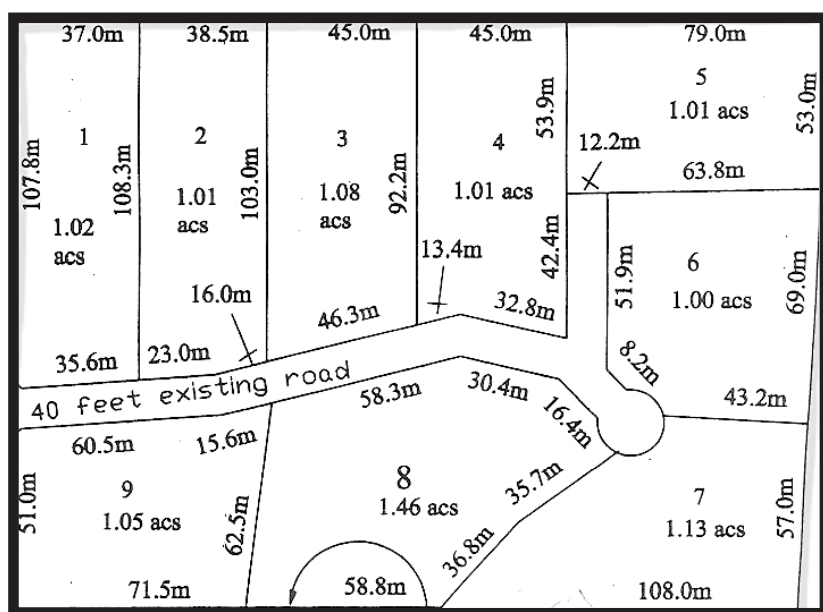 37.0m
38.5m
45.0m
45.0m
79.0m
5
1.01 acs
53.0m
53.9m
1
2
3
4
12.2m
107.8m
108.3m
1.01
acs
103.0m
1.08
acs
92.2m
1.01 acs
63.8m
1.02
acs
42.4m
13.4m
51.9m
6
1.00 acs
69.0m
16.0m
46.3m
32.8m
35.6m
23.0m
8.2m
40 feet existing road
58.3m
30.4m
16.4m
43.2m
60.5m
15.6m
51.0m
9
1.05 acs
62.5m
8
1.46 acs
35.7m
36.8m
7
1.13 acs
57.0m
71.5m
58.8m
108.0m